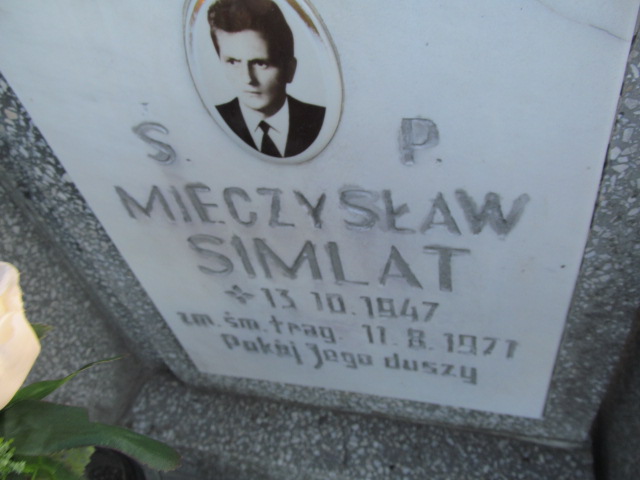 Ś. P.
MIECZYSŁAW
SIMLAT
* 13 10.1947
zm. śm. trag. 11.8.1971
Pokój Jego duszy